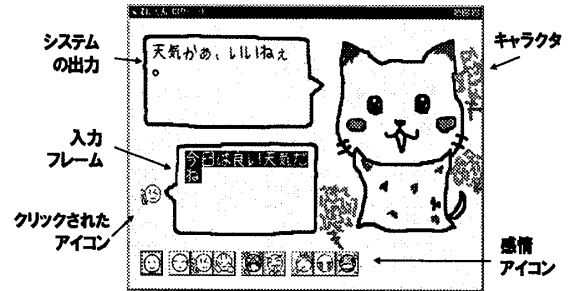 システム
の出力
天気かあ、いいねぇ
。
キャラクタ
入力
フレーム
今日は良い天気だ
ね
クリックされた
アイコン
感情
アイコン